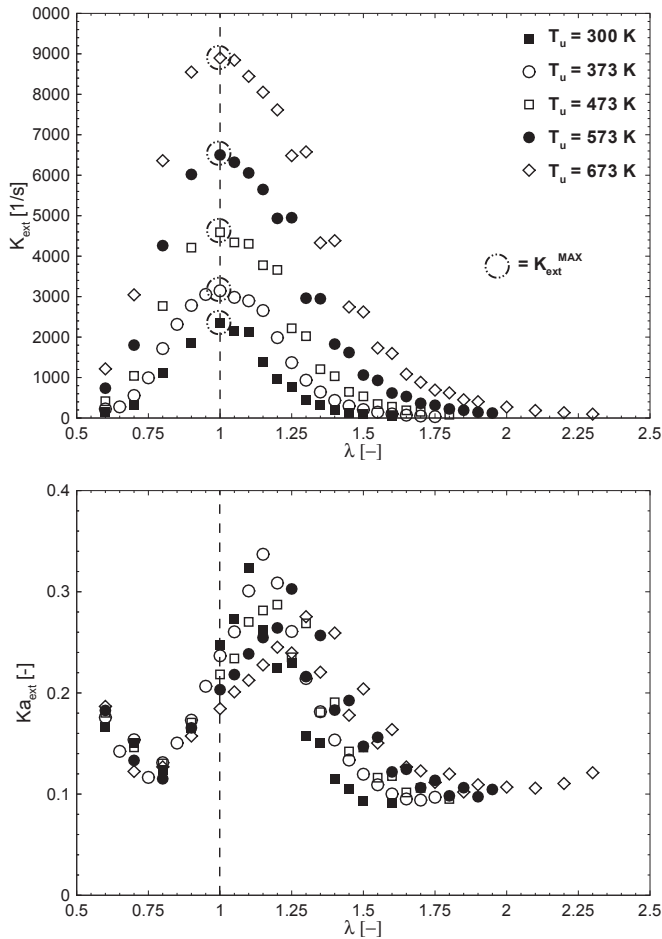 0000
9000
8000
7000
6000
5000
4000
3000
2000
1000
0
K_ext [1/s]
T_u = 300 K
T_u = 373 K
T_u = 473 K
T_u = 573 K
T_u = 673 K
= K_ext^MAX
0.5 0.75 1 1.25 1.5 1.75 2 2.25 2.5
λ [–]
0.4
0.3
0.2
0.1
0
Ka_ext [-]
0.5 0.75 1 1.25 1.5 1.75 2 2.25 2.5
λ [–]